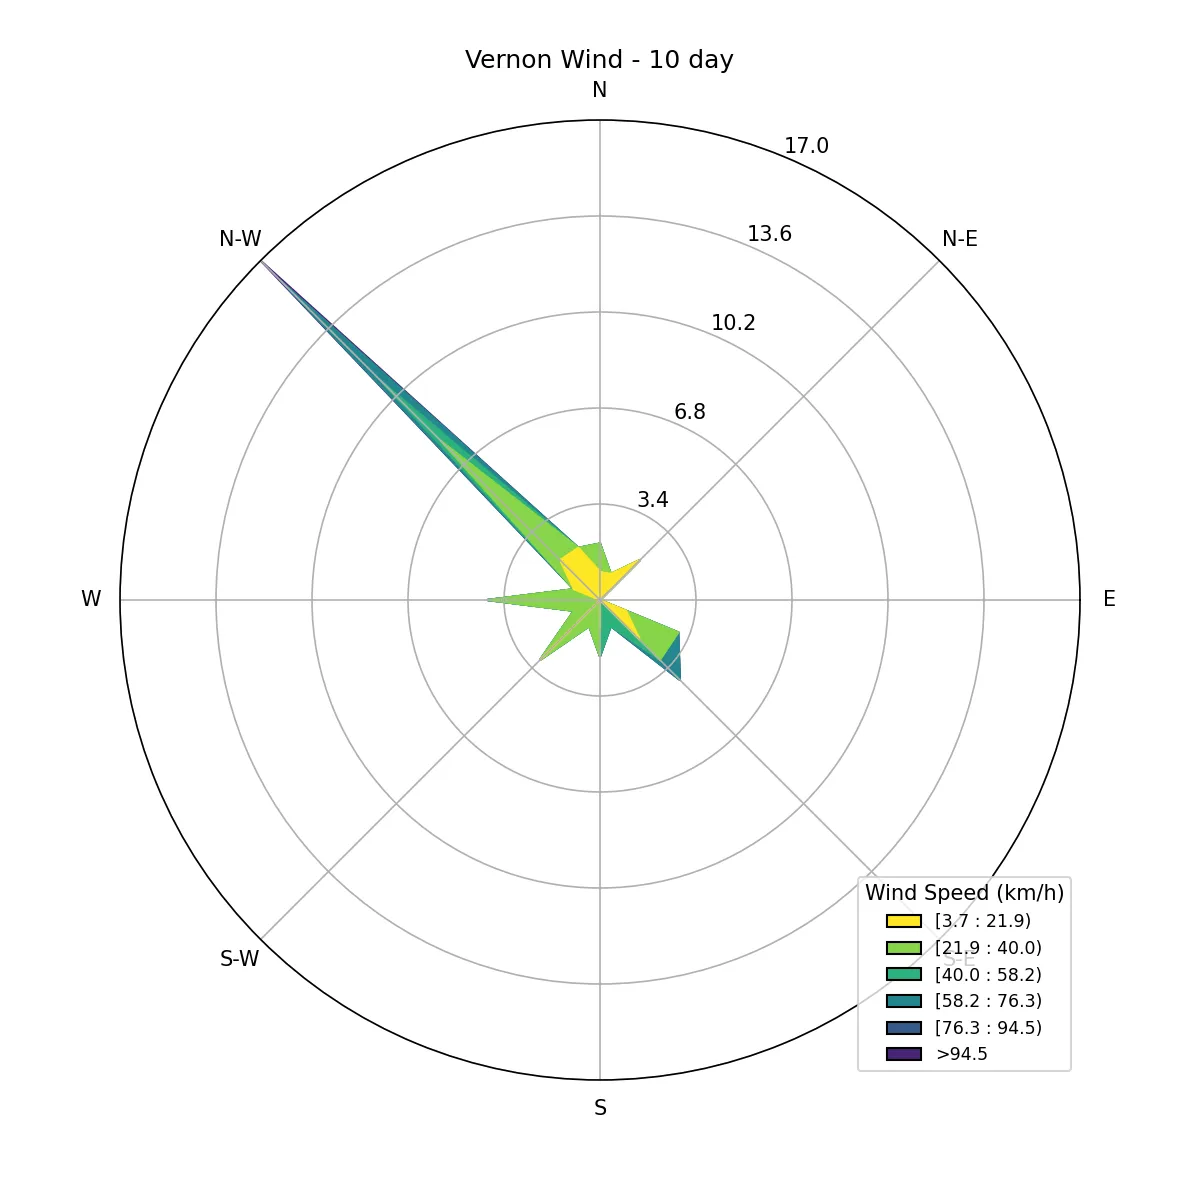 Vernon Wind - 10 day
N
17.0
13.6
N-W
N-E
10.2
6.8
3.4
W
E
Wind Speed (km/h)
[3.7 : 21.9)
[21.9 : 40.0)
S-W
S-E
[40.0 : 58.2)
[58.2 : 76.3)
[76.3 : 94.5)
>94.5
S